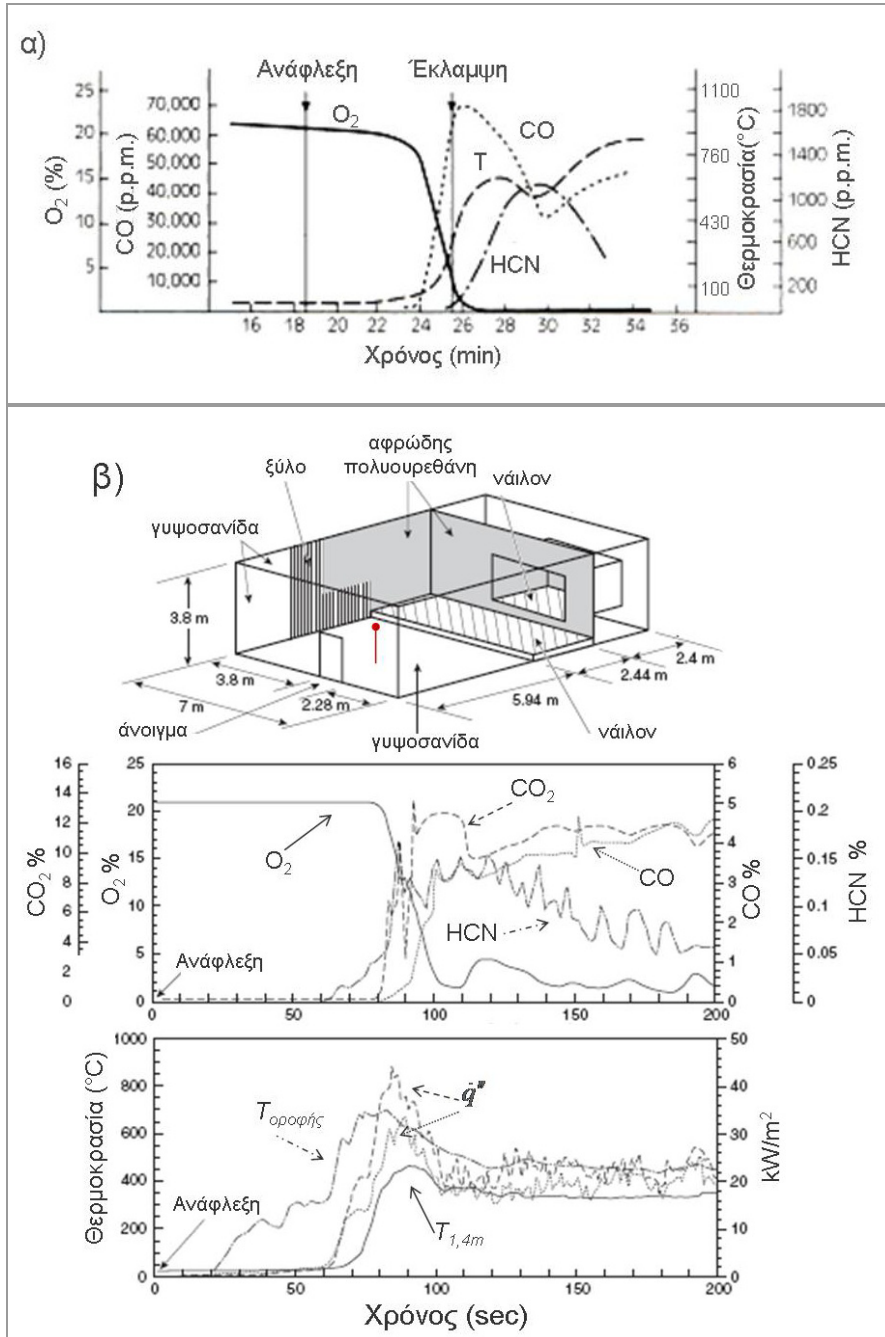 α)
Ανάφλεξη Έκλαμψη
25 70,000 O₂ CO 1100 1800
20 60,000 T
50,000 760 1400
15 40,000
10 30,000 430 1000
20,000 HCN 600
5 10,000 100 200
O₂ (%) CO (p.p.m.) Θερμοκρασία(°C) HCN (p.p.m.)
16 18 20 22 24 26 28 30 32 34 36
Χρόνος (min)
β)
ξύλο αφρώδης πολυουρεθάνη νάιλον
γυψοσανίδα
3.8 m
3.8 m 7 m 2.28 m 5.94 m 2.44 m 2.4 m
άνοιγμα γυψοσανίδα νάιλον
16 25 6 0.25
14 5
12 20 0.2
10 15 4 0.15
8 3
6 10 2 0.1
4 5 1 0.05
2
0 0 0 0
CO₂ % O₂ % CO % HCN %
O₂ CO₂ CO HCN
Ανάφλεξη
0 50 100 150 200
1000 50
800 40
600 30
400 20
200 10
0 0
Θερμοκρασία (°C) kW/m²
Tοροφής q̇"
Ανάφλεξη T1,4m
0 50 100 150 200
Χρόνος (sec)